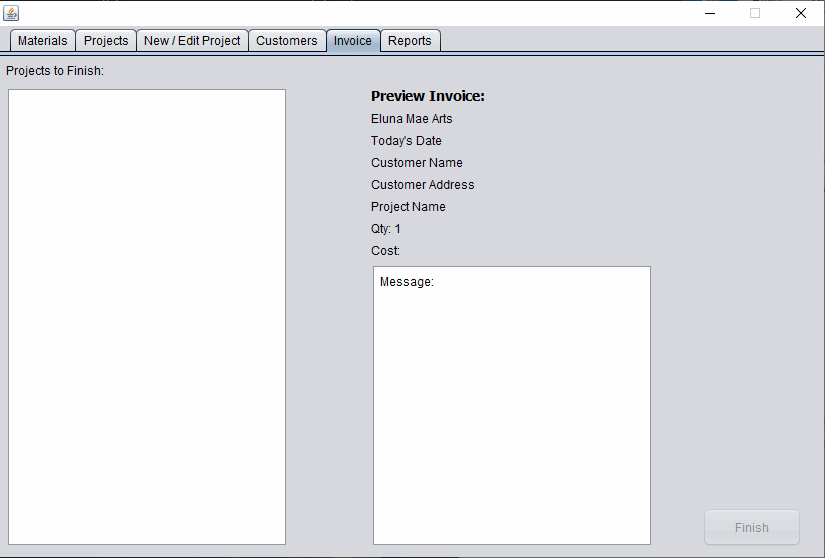 Materials Projects New / Edit Project Customers Invoice Reports
Projects to Finish:
Preview Invoice:
Eluna Mae Arts
Today's Date
Customer Name
Customer Address
Project Name
Qty: 1
Cost:
Message:
Finish